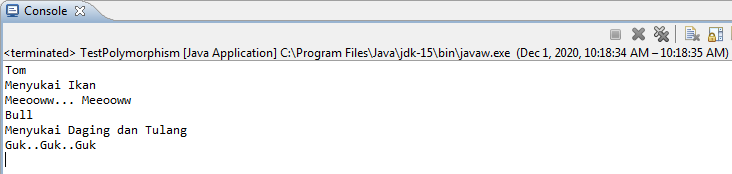 Console
<terminated> TestPolymorphism [Java Application] C:\Program Files\Java\jdk-15\bin\javaw.exe (Dec 1, 2020, 10:18:34 AM – 10:18:35 AM)
Tom
Menyukai Ikan
Meeooww... Meeooww
Bull
Menyukai Daging dan Tulang
Guk..Guk..Guk